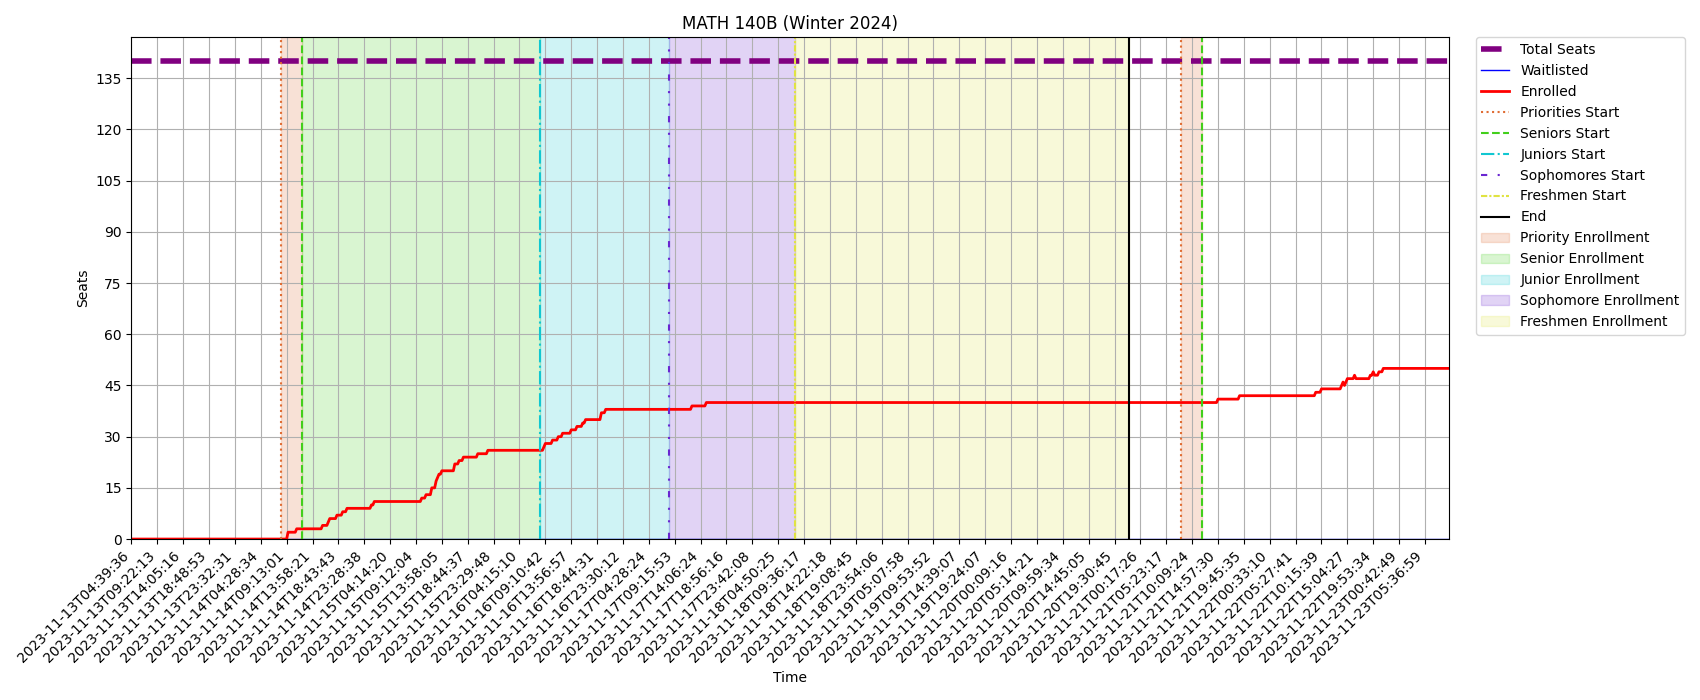 MATH 140B (Winter 2024)
Seats
135
120
105
90
75
60
45
30
15
0
2023-11-13T04:39:36
2023-11-13T09:22:13
2023-11-13T14:05:16
2023-11-13T18:48:53
2023-11-13T23:32:31
2023-11-14T04:28:34
2023-11-14T09:13:01
2023-11-14T13:58:21
2023-11-14T18:43:43
2023-11-14T23:28:38
2023-11-15T04:14:20
2023-11-15T09:12:04
2023-11-15T13:58:05
2023-11-15T18:44:37
2023-11-15T23:29:48
2023-11-16T04:15:10
2023-11-16T09:10:42
2023-11-16T13:56:57
2023-11-16T18:44:31
2023-11-16T23:30:12
2023-11-17T04:28:24
2023-11-17T09:15:53
2023-11-17T14:06:24
2023-11-17T18:56:16
2023-11-17T23:42:08
2023-11-18T04:50:25
2023-11-18T09:36:17
2023-11-18T14:22:18
2023-11-18T19:08:45
2023-11-18T23:54:06
2023-11-19T05:07:58
2023-11-19T09:53:52
2023-11-19T14:39:07
2023-11-19T19:24:07
2023-11-20T00:09:16
2023-11-20T05:14:21
2023-11-20T09:59:34
2023-11-20T14:45:05
2023-11-20T19:30:45
2023-11-21T00:17:26
2023-11-21T05:23:17
2023-11-21T10:09:24
2023-11-21T14:57:30
2023-11-21T19:45:35
2023-11-22T00:33:10
2023-11-22T05:27:41
2023-11-22T10:15:39
2023-11-22T15:04:27
2023-11-22T19:53:34
2023-11-23T00:42:49
2023-11-23T05:36:59
Time
Total Seats
Waitlisted
Enrolled
Priorities Start
Seniors Start
Juniors Start
Sophomores Start
Freshmen Start
End
Priority Enrollment
Senior Enrollment
Junior Enrollment
Sophomore Enrollment
Freshmen Enrollment